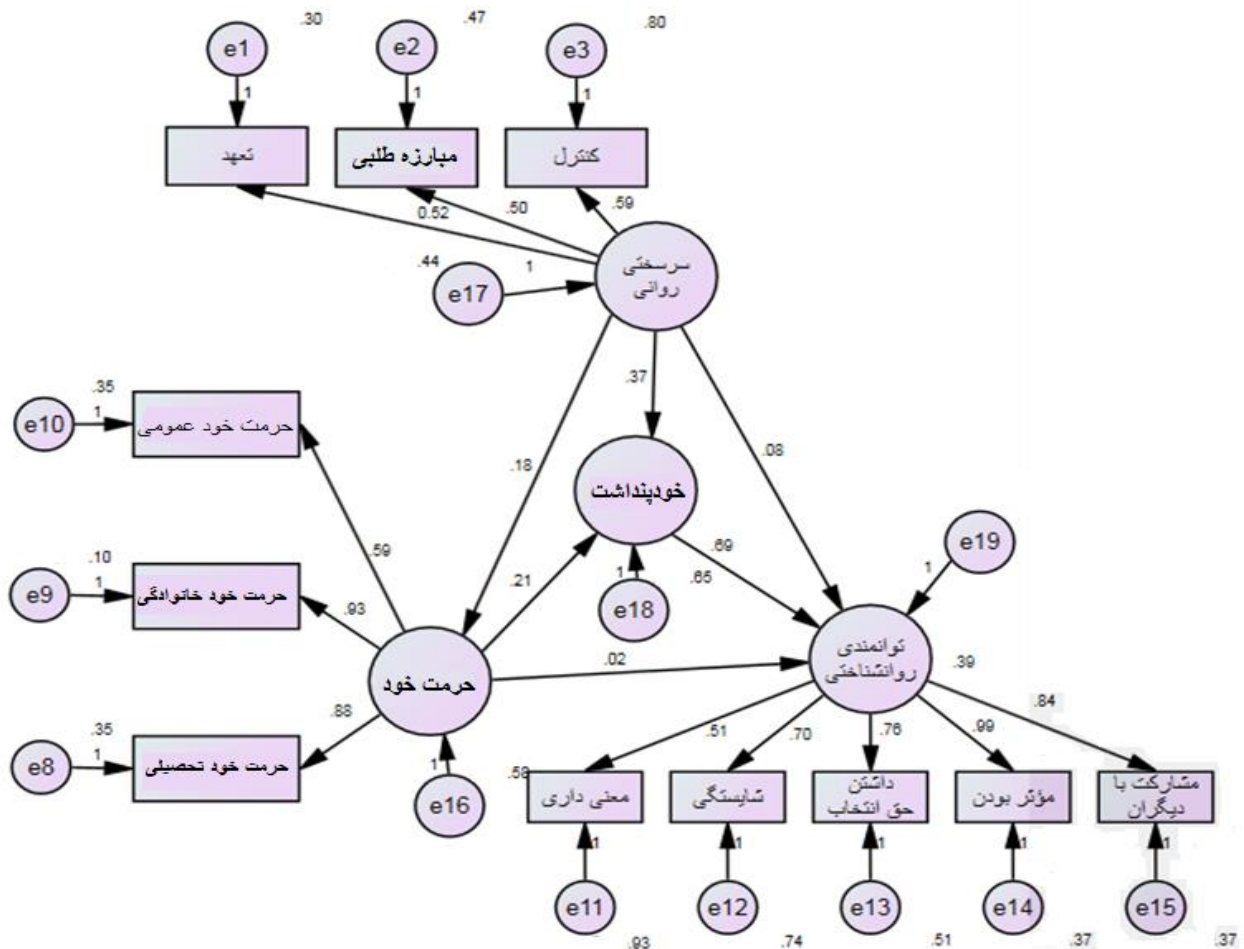 .30
.47
.80
e1
e2
e3
1
1
1
تعهد
مبارزه طلبی
کنترل
0.52
.50
.59
.44
1
e17
سرسختی
روانی
.37
.18
.08
.35
1
e10
حرمت خود عمومی
خودپنداشت
.59
.10
1
e9
حرمت خود خانوادگی
.93
.21
.69
.65
1
e18
1
e19
.02
توانمندی
روانشناختی
.39
حرمت خود
.35
1
e8
حرمت خود تحصیلی
.88
1
e16
.58
.51
.70
.76
.99
.84
معنی داری
شایستگی
داشتن
حق انتخاب
مؤثر بودن
مشارکت با
دیگران
1
1
1
1
1
e11
e12
e13
e14
e15
.93
.74
.51
.37
.37